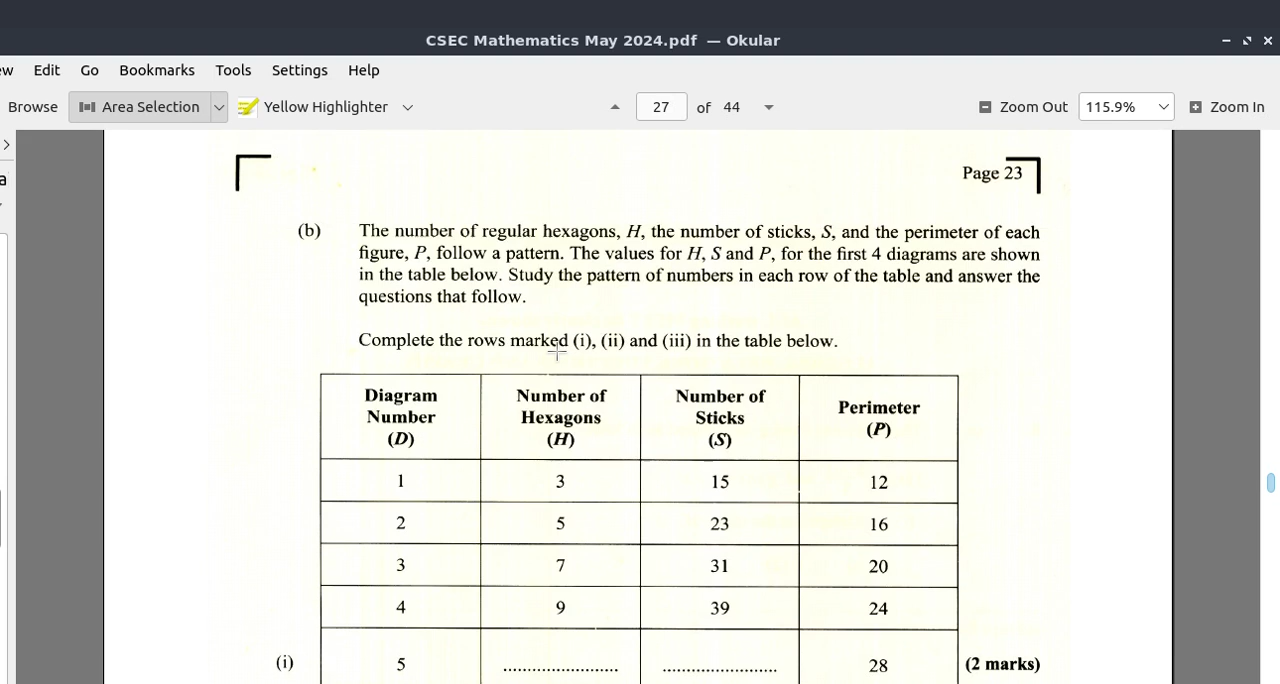 CSEC Mathematics May 2024.pdf — Okular
ew Edit Go Bookmarks Tools Settings Help
Browse Area Selection Yellow Highlighter 27 of 44 Zoom Out 115.9% Zoom In
a
Page 23
(b) The number of regular hexagons, H, the number of sticks, S, and the perimeter of each
figure, P, follow a pattern. The values for H, S and P, for the first 4 diagrams are shown
in the table below. Study the pattern of numbers in each row of the table and answer the
questions that follow.
Complete the rows marked (i), (ii) and (iii) in the table below.
Diagram Number (D) Number of Hexagons (H) Number of Sticks (S) Perimeter (P)
1 3 15 12
2 5 23 16
3 7 31 20
4 9 39 24
(i) 5 ........................ ........................ 28 (2 marks)